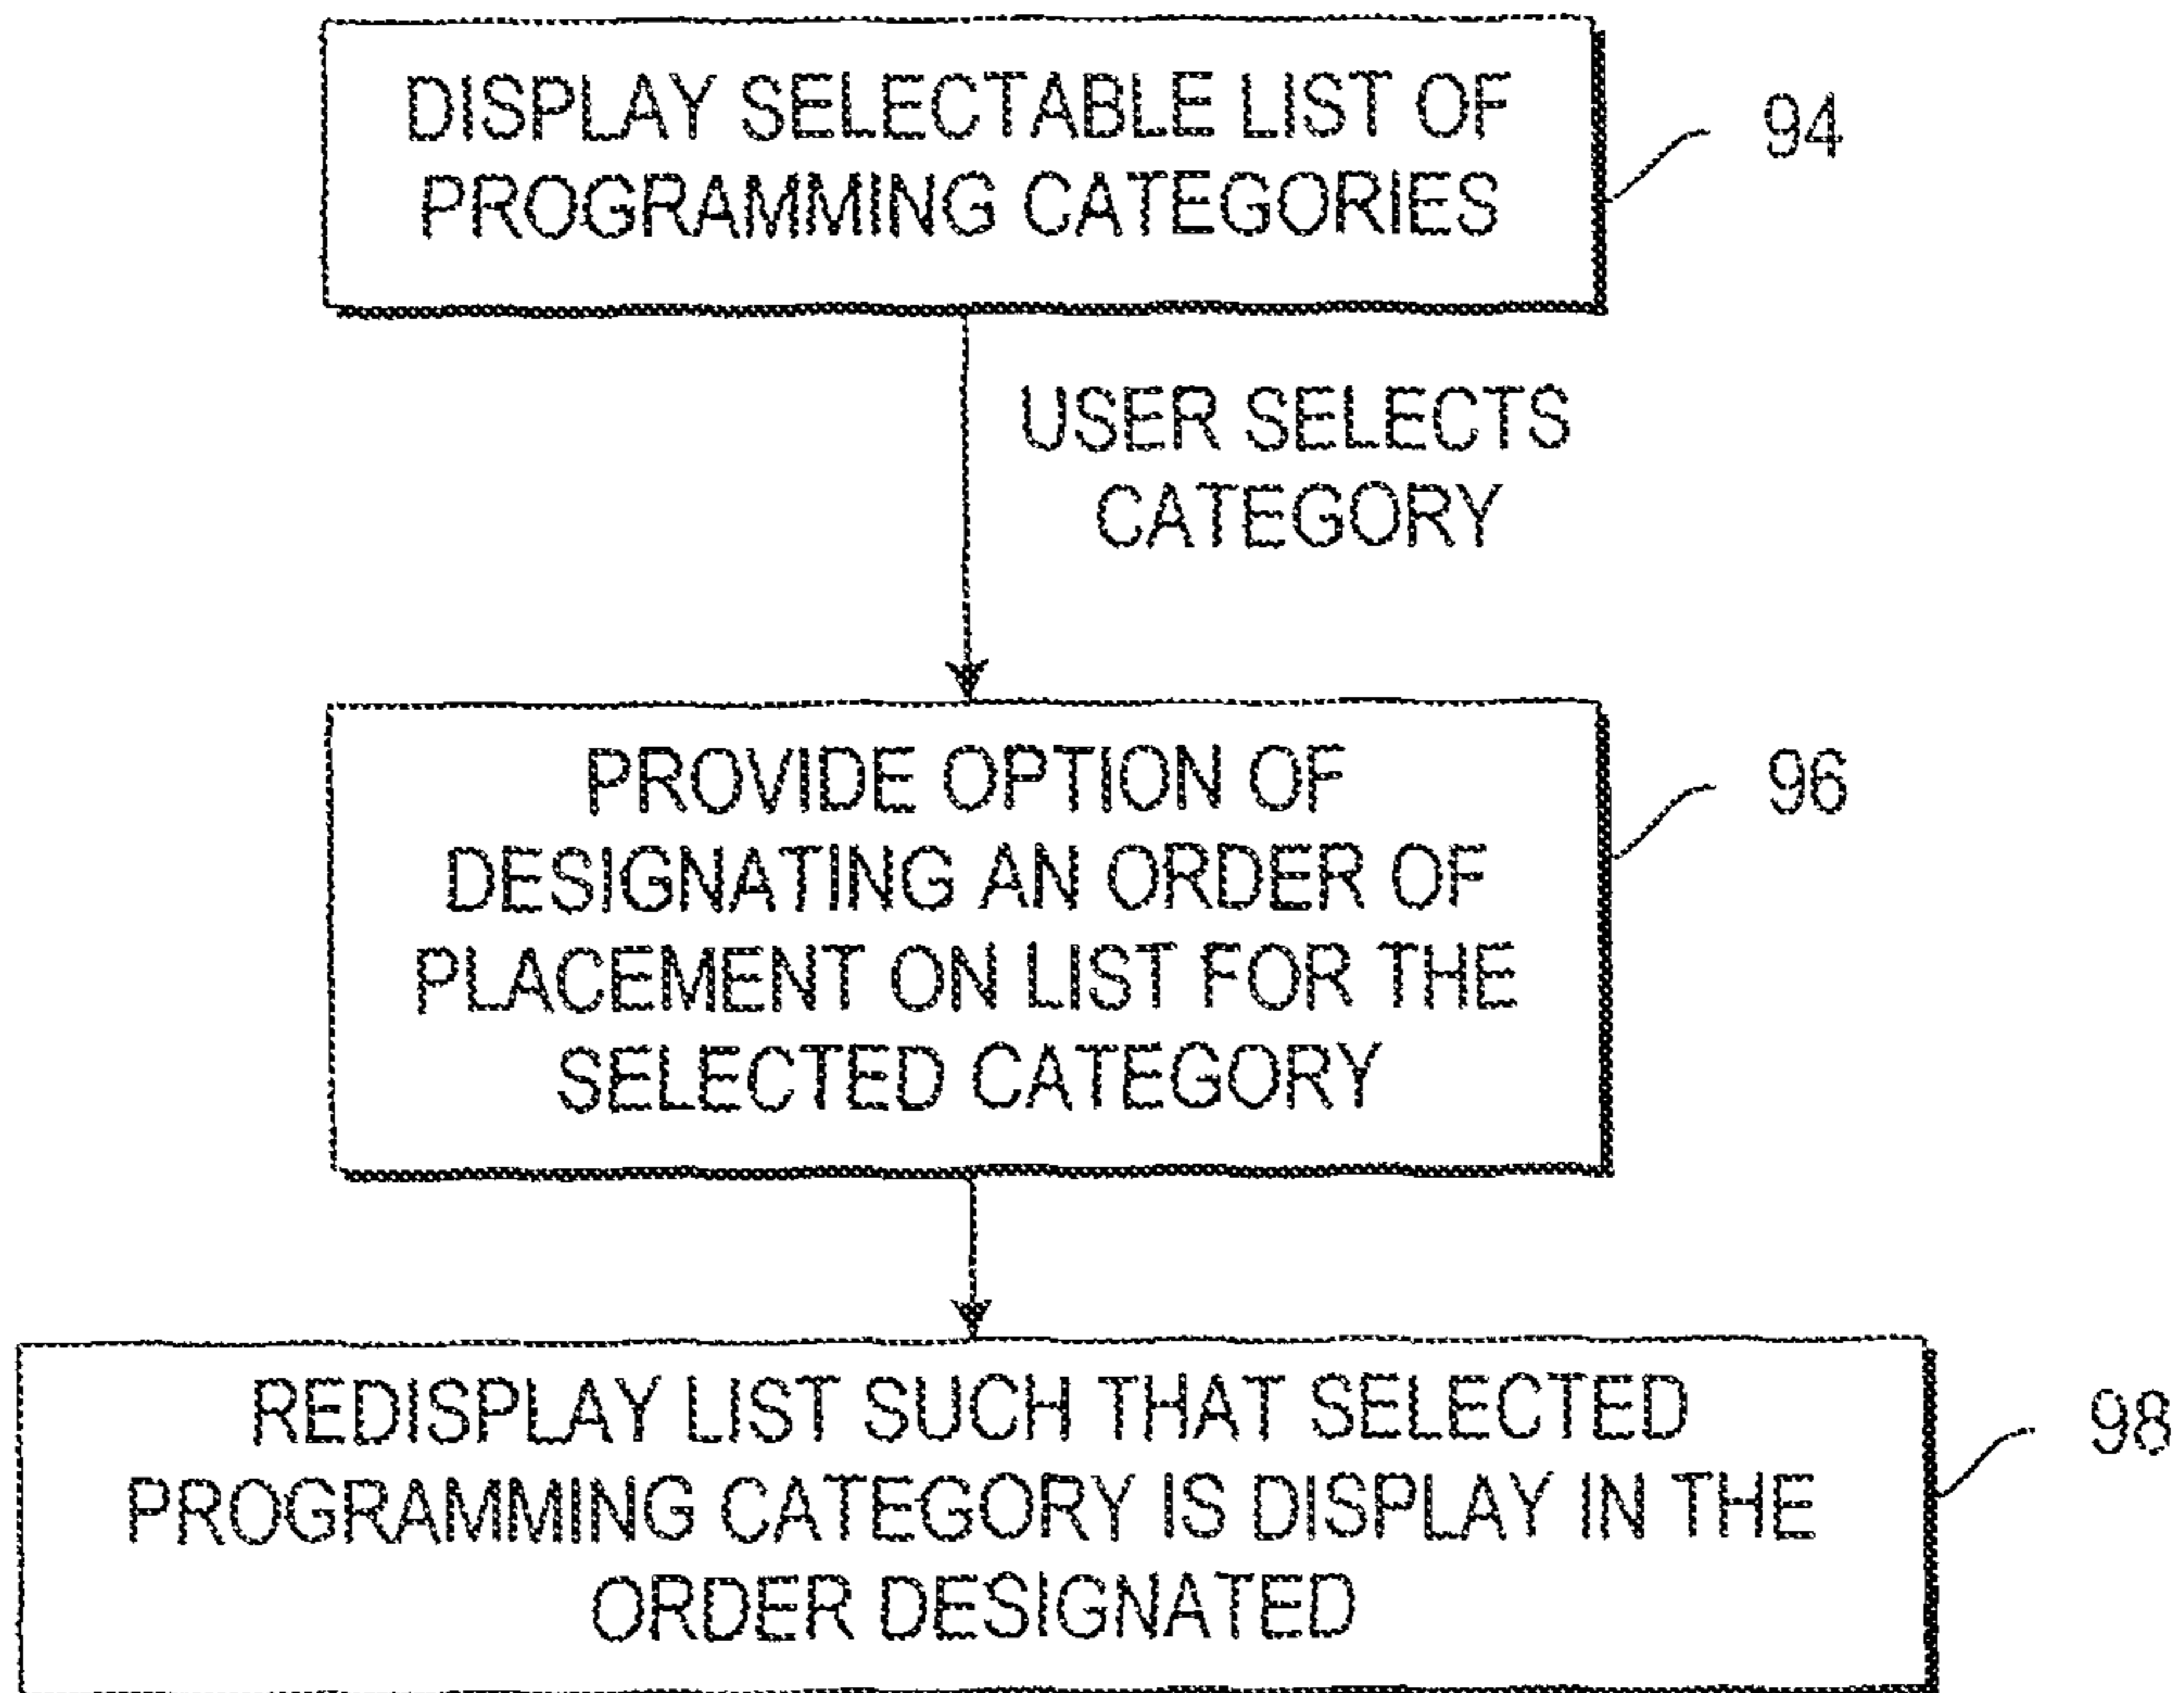 DISPLAY SELECTABLE LIST OF
PROGRAMMING CATEGORIES
94
USER SELECTS
CATEGORY
PROVIDE OPTION OF
DESIGNATING AN ORDER OF
PLACEMENT ON LIST FOR THE
SELECTED CATEGORY
96
REDISPLAY LIST SUCH THAT SELECTED
PROGRAMMING CATEGORY IS DISPLAY IN THE
ORDER DESIGNATED
98